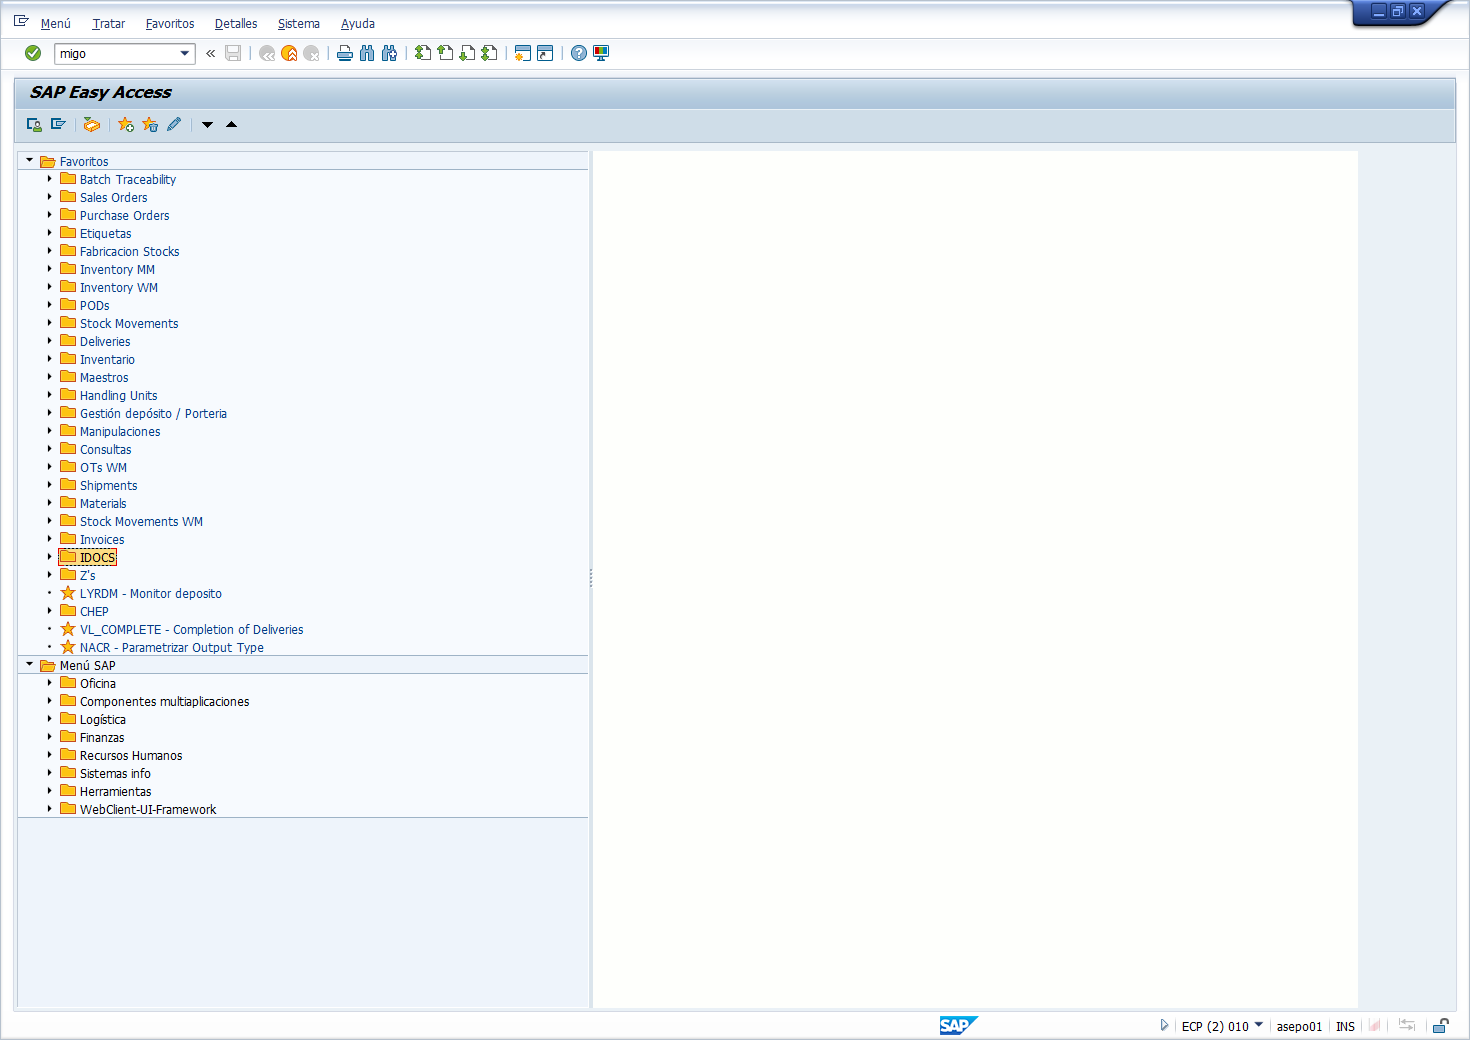 Menú Tratar Favoritos Detalles Sistema Ayuda
migo
SAP Easy Access
Favoritos
Batch Traceability
Sales Orders
Purchase Orders
Etiquetas
Fabricacion Stocks
Inventory MM
Inventory WM
PODs
Stock Movements
Deliveries
Inventario
Maestros
Handling Units
Gestión depósito / Porteria
Manipulaciones
Consultas
OTs WM
Shipments
Materials
Stock Movements WM
Invoices
IDOCS
Z's
LYRDM - Monitor deposito
CHEP
VL_COMPLETE - Completion of Deliveries
NACR - Parametrizar Output Type
Menú SAP
Oficina
Componentes multiaplicaciones
Logística
Finanzas
Recursos Humanos
Sistemas info
Herramientas
WebClient-UI-Framework
SAP ECP (2) 010 asepo01 INS